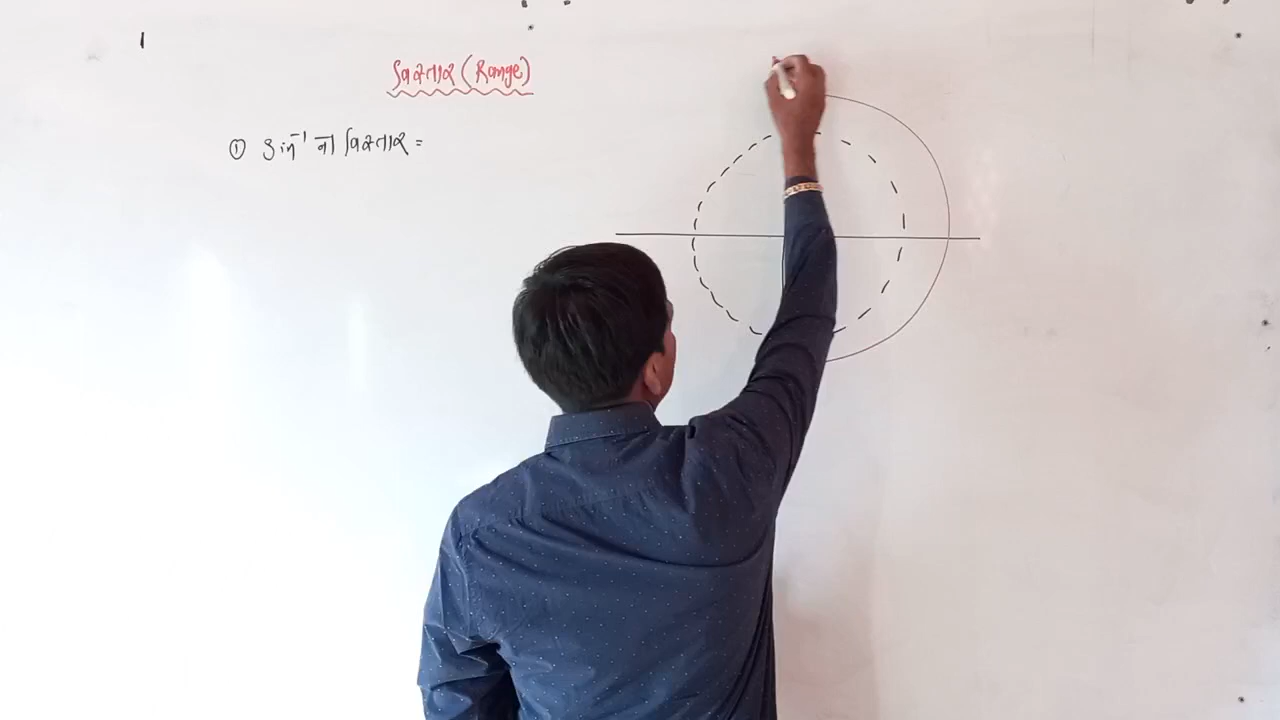 વિસ્તાર (Range)
① sin⁻¹ નો વિસ્તાર =